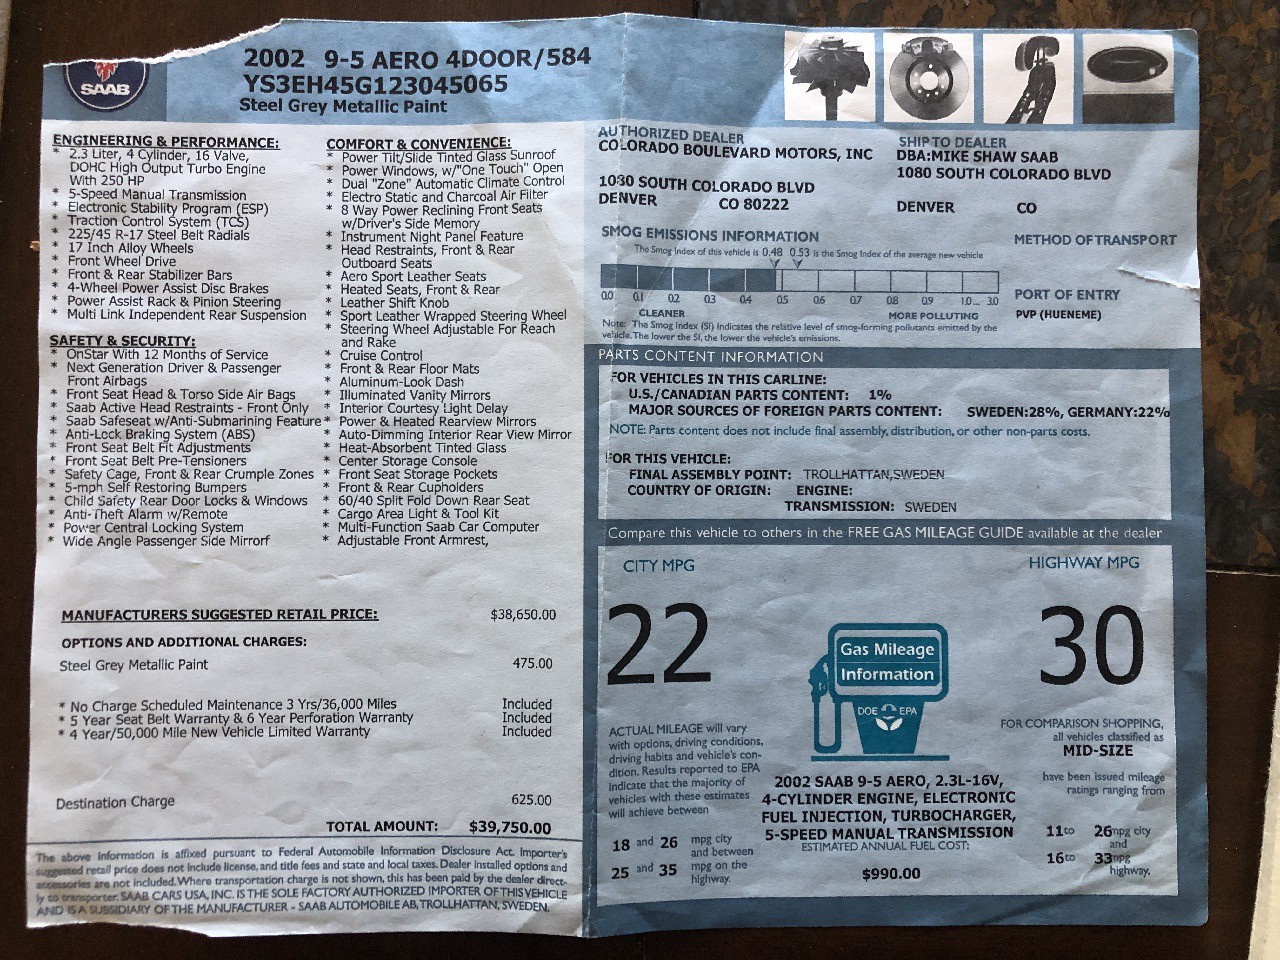 SAAB
2002 9-5 AERO 4DOOR/584
YS3EH45G123045065
Steel Grey Metallic Paint
ENGINEERING & PERFORMANCE:
* 2.3 Liter, 4 Cylinder, 16 Valve,
DOHC High Output Turbo Engine
With 250 HP
* 5-Speed Manual Transmission
* Electronic Stability Program (ESP)
* Traction Control System (TCS)
* 225/45 R-17 Steel Belt Radials
* 17 Inch Alloy Wheels
* Front Wheel Drive
* Front & Rear Stabilizer Bars
* 4-Wheel Power Assist Disc Brakes
* Power Assist Rack & Pinion Steering
* Multi Link Independent Rear Suspension
SAFETY & SECURITY:
* OnStar With 12 Months of Service
* Next Generation Driver & Passenger
Front Airbags
* Front Seat Head & Torso Side Air Bags
* Saab Active Head Restraints - Front Only
* Saab Safeseat w/Anti-Submarining Feature
* Anti-Lock Braking System (ABS)
* Front Seat Belt Fit Adjustments
* Front Seat Belt Pre-Tensioners
* Safety Cage, Front & Rear Crumple Zones
* 5-mph Self Restoring Bumpers
* Child Safety Rear Door Locks & Windows
* Anti-Theft Alarm w/Remote
* Power Central Locking System
* Wide Angle Passenger Side Mirrorf
COMFORT & CONVENIENCE:
* Power Tilt/Slide Tinted Glass Sunroof
* Power Windows, w/"One Touch" Open
* Dual "Zone" Automatic Climate Control
* Electro Static and Charcoal Air Filter
* 8 Way Power Reclining Front Seats
w/Driver's Side Memory
* Instrument Night Panel Feature
* Head Restraints, Front & Rear
Outboard Seats
* Aero Sport Leather Seats
* Heated Seats, Front & Rear
* Leather Shift Knob
* Sport Leather Wrapped Steering Wheel
* Steering Wheel Adjustable For Reach
and Rake
* Cruise Control
* Front & Rear Floor Mats
* Aluminum-Look Dash
* Illuminated Vanity Mirrors
* Interior Courtesy Light Delay
* Power & Heated Rearview Mirrors
* Auto-Dimming Interior Rear View Mirror
* Heat-Absorbent Tinted Glass
* Center Storage Console
* Front Seat Storage Pockets
* Front & Rear Cupholders
* 60/40 Split Fold Down Rear Seat
* Cargo Area Light & Tool Kit
* Multi-Function Saab Car Computer
* Adjustable Front Armrest,
MANUFACTURERS SUGGESTED RETAIL PRICE: $38,650.00
OPTIONS AND ADDITIONAL CHARGES:
Steel Grey Metallic Paint 475.00
* No Charge Scheduled Maintenance 3 Yrs/36,000 Miles Included
* 5 Year Seat Belt Warranty & 6 Year Perforation Warranty Included
* 4 Year/50,000 Mile New Vehicle Limited Warranty Included
Destination Charge 625.00
TOTAL AMOUNT: $39,750.00
The above information is affixed pursuant to Federal Automobile Information Disclosure Act. Importer's
suggested retail price does not include license, and title fees and state and local taxes. Dealer installed options and
accessories are not included. Where transportation charge is not shown, this has been paid by the dealer direct-
ly to transporter. SAAB CARS USA, INC. IS THE SOLE FACTORY AUTHORIZED IMPORTER OF THIS VEHICLE
AND IS A SUBSIDIARY OF THE MANUFACTURER - SAAB AUTOMOBILE AB, TROLLHATTAN, SWEDEN.
AUTHORIZED DEALER
COLORADO BOULEVARD MOTORS, INC
1080 SOUTH COLORADO BLVD
DENVER CO 80222
SHIP TO DEALER
DBA:MIKE SHAW SAAB
1080 SOUTH COLORADO BLVD
DENVER CO
SMOG EMISSIONS INFORMATION
The Smog Index of this vehicle is 0.48 0.53 is the Smog Index of the average new vehicle
0.0 0.1 0.2 0.3 0.4 0.5 0.6 0.7 0.8 0.9 1.0... 3.0
CLEANER MORE POLLUTING
Note: The Smog Index (SI) indicates the relative level of smog-forming pollutants emitted by the
vehicle. The lower the SI, the lower the vehicle's emissions.
METHOD OF TRANSPORT
PORT OF ENTRY
PVP (HUENEME)
PARTS CONTENT INFORMATION
FOR VEHICLES IN THIS CARLINE:
U.S./CANADIAN PARTS CONTENT: 1%
MAJOR SOURCES OF FOREIGN PARTS CONTENT: SWEDEN:28%, GERMANY:22%
NOTE: Parts content does not include final assembly, distribution, or other non-parts costs.
FOR THIS VEHICLE:
FINAL ASSEMBLY POINT: TROLLHATTAN,SWEDEN
COUNTRY OF ORIGIN: ENGINE:
TRANSMISSION: SWEDEN
Compare this vehicle to others in the FREE GAS MILEAGE GUIDE available at the dealer
CITY MPG
22
HIGHWAY MPG
30
Gas Mileage
Information
DOE EPA
ACTUAL MILEAGE will vary
with options, driving conditions,
driving habits and vehicle's con-
dition. Results reported to EPA
indicate that the majority of
vehicles with these estimates
will achieve between
18 and 26 mpg city
and between
25 and 35 mpg on the
highway.
2002 SAAB 9-5 AERO, 2.3L-16V,
4-CYLINDER ENGINE, ELECTRONIC
FUEL INJECTION, TURBOCHARGER,
5-SPEED MANUAL TRANSMISSION
ESTIMATED ANNUAL FUEL COST:
$990.00
FOR COMPARISON SHOPPING,
all vehicles classified as
MID-SIZE
have been issued mileage
ratings ranging from
11 to 26 mpg city
and
16 to 33 mpg
highway.